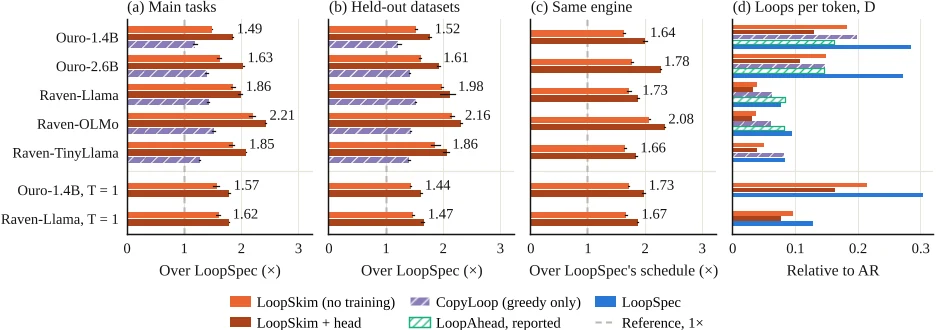 (a) Main tasks
(b) Held-out datasets
(c) Same engine
(d) Loops per token, D
Ouro-1.4B
Ouro-2.6B
Raven-Llama
Raven-OLMo
Raven-TinyLlama
Ouro-1.4B, T = 1
Raven-Llama, T = 1
1.49
1.63
1.86
2.21
1.85
1.57
1.62
0 1 2 3
Over LoopSpec (×)
1.52
1.61
1.98
2.16
1.86
1.44
1.47
0 1 2 3
Over LoopSpec (×)
1.64
1.78
1.73
2.08
1.66
1.73
1.67
0 1 2 3
Over LoopSpec's schedule (×)
0 0.1 0.2 0.3
Relative to AR
LoopSkim (no training)
CopyLoop (greedy only)
LoopSpec
LoopSkim + head
LoopAhead, reported
Reference, 1×